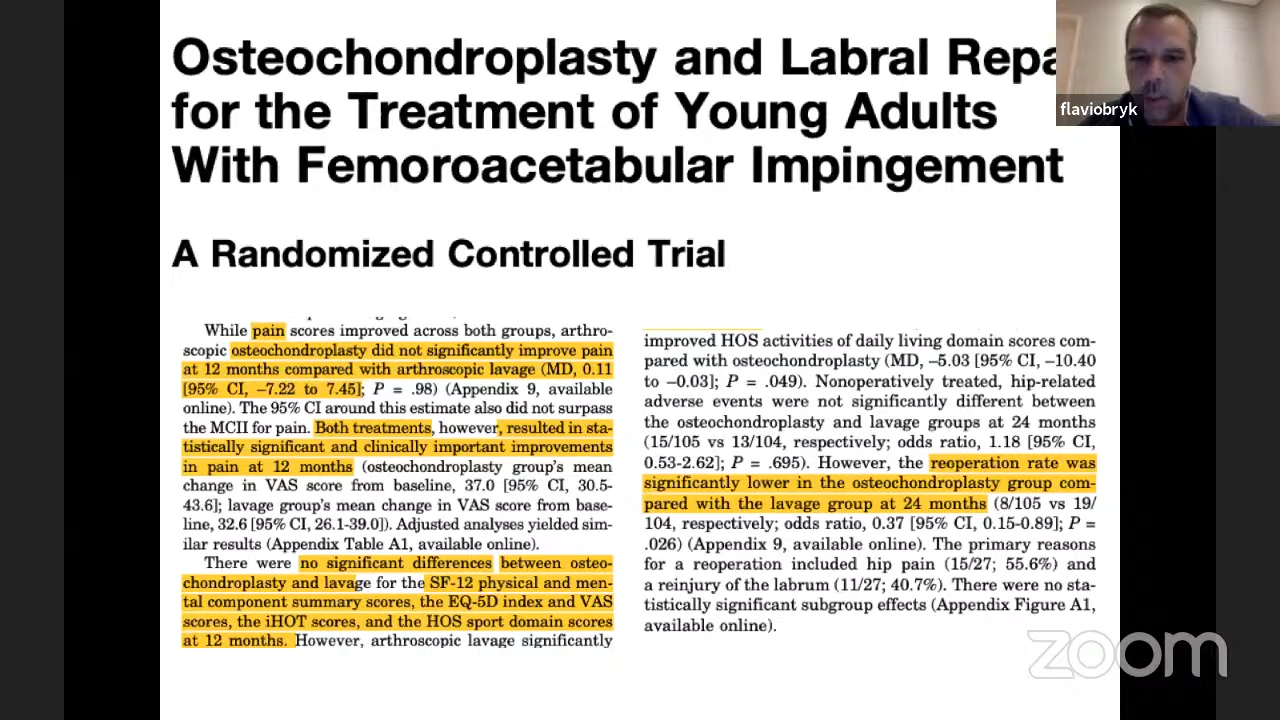 Osteochondroplasty and Labral Repa
for the Treatment of Young Adults
With Femoroacetabular Impingement
flaviobryk
A Randomized Controlled Trial
While pain scores improved across both groups, arthro-
scopic osteochondroplasty did not significantly improve pain
at 12 months compared with arthroscopic lavage (MD, 0.11
[95% CI, –7.22 to 7.45]; P = .98) (Appendix 9, available
online). The 95% CI around this estimate also did not surpass
the MCII for pain. Both treatments, however, resulted in sta-
tistically significant and clinically important improvements
in pain at 12 months (osteochondroplasty group's mean
change in VAS score from baseline, 37.0 [95% CI, 30.5-
43.6]; lavage group's mean change in VAS score from base-
line, 32.6 [95% CI, 26.1-39.0]). Adjusted analyses yielded sim-
ilar results (Appendix Table A1, available online).
There were no significant differences between osteo-
chondroplasty and lavage for the SF-12 physical and men-
tal component summary scores, the EQ-5D index and VAS
scores, the iHOT scores, and the HOS sport domain scores
at 12 months. However, arthroscopic lavage significantly
improved HOS activities of daily living domain scores com-
pared with osteochondroplasty (MD, –5.03 [95% CI, –10.40
to –0.03]; P = .049). Nonoperatively treated, hip-related
adverse events were not significantly different between
the osteochondroplasty and lavage groups at 24 months
(15/105 vs 13/104, respectively; odds ratio, 1.18 [95% CI,
0.53-2.62]; P = .695). However, the reoperation rate was
significantly lower in the osteochondroplasty group com-
pared with the lavage group at 24 months (8/105 vs 19/
104, respectively; odds ratio, 0.37 [95% CI, 0.15-0.89]; P =
.026) (Appendix 9, available online). The primary reasons
for a reoperation included hip pain (15/27; 55.6%) and
a reinjury of the labrum (11/27; 40.7%). There were no sta-
tistically significant subgroup effects (Appendix Figure A1,
available online).
zoom